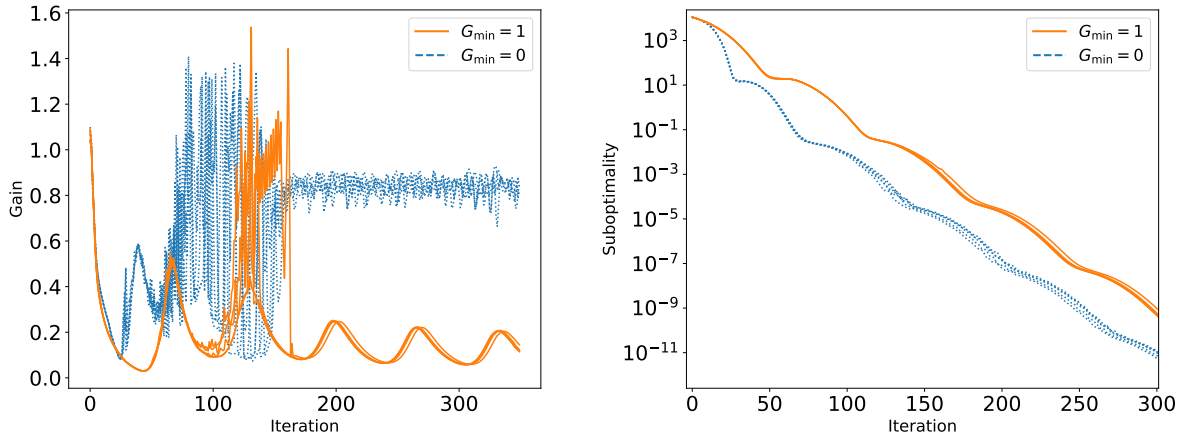 1.6
1.4
1.2
1.0
0.8
0.6
0.4
0.2
0.0
Gain
0 100 200 300
Iteration
G_min = 1
G_min = 0
10^3
10^1
10^−1
10^−3
10^−5
10^−7
10^−9
10^−11
Suboptimality
0 50 100 150 200 250 300
Iteration
G_min = 1
G_min = 0